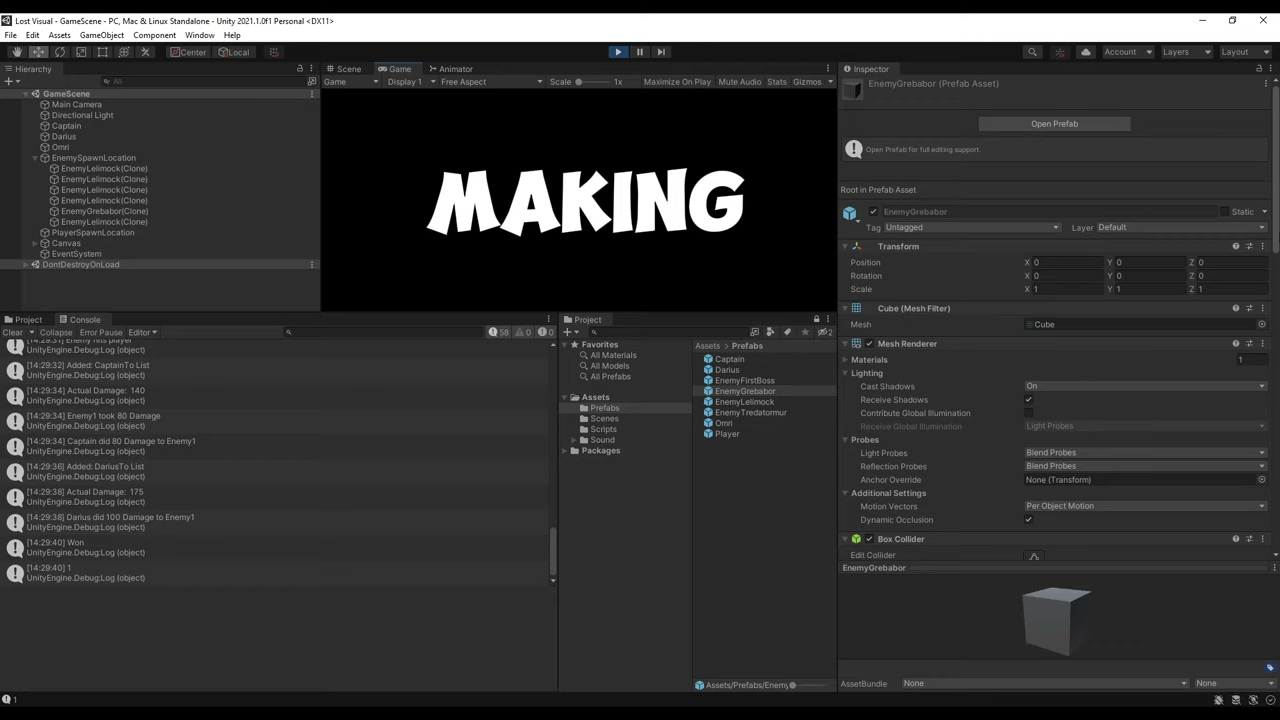 Lost Visual - GameScene - PC, Mac & Linux Standalone - Unity 2021.1.0f1 Personal <DX11>
File Edit Assets GameObject Component Window Help
Center Local Account Layers Layout
Hierarchy
All
GameScene
Main Camera
Directional Light
Captain
Darius
Omri
EnemySpawnLocation
EnemyLelimock(Clone)
EnemyLelimock(Clone)
EnemyLelimock(Clone)
EnemyLelimock(Clone)
EnemyGrebabor(Clone)
EnemyLelimock(Clone)
PlayerSpawnLocation
Canvas
EventSystem
DontDestroyOnLoad
Scene Game Animator
Game Display 1 Free Aspect Scale 1x Maximize On Play Mute Audio Stats Gizmos
MAKING
Project Console
Clear Collapse Error Pause Editor 58 0 0
[14:29:31] Enemy hits player
UnityEngine.Debug:Log (object)
[14:29:32] Added: CaptainTo List
UnityEngine.Debug:Log (object)
[14:29:34] Actual Damage: 140
UnityEngine.Debug:Log (object)
[14:29:34] Enemy1 took 80 Damage
UnityEngine.Debug:Log (object)
[14:29:34] Captain did 80 Damage to Enemy1
UnityEngine.Debug:Log (object)
[14:29:36] Added: DariusTo List
UnityEngine.Debug:Log (object)
[14:29:38] Actual Damage: 175
UnityEngine.Debug:Log (object)
[14:29:38] Darius did 100 Damage to Enemy1
UnityEngine.Debug:Log (object)
[14:29:40] Won
UnityEngine.Debug:Log (object)
[14:29:40] 1
UnityEngine.Debug:Log (object)
Project
2
Favorites
All Materials
All Models
All Prefabs
Assets
Prefabs
Scenes
Scripts
Sound
Packages
Assets Prefabs
Captain
Darius
EnemyFirstBoss
EnemyGrebabor
EnemyLelimock
EnemyTredatormur
Omri
Player
Assets/Prefabs/Enemy
Inspector
EnemyGrebabor (Prefab Asset)
Open Prefab
Open Prefab for full editing support.
Root in Prefab Asset
EnemyGrebabor Static
Tag Untagged Layer Default
Transform
Position X 0 Y 0 Z 0
Rotation X 0 Y 0 Z 0
Scale X 1 Y 1 Z 1
Cube (Mesh Filter)
Mesh Cube
Mesh Renderer
Materials 1
Lighting
Cast Shadows On
Receive Shadows
Contribute Global Illumination
Receive Global Illumination Light Probes
Probes
Light Probes Blend Probes
Reflection Probes Blend Probes
Anchor Override None (Transform)
Additional Settings
Motion Vectors Per Object Motion
Dynamic Occlusion
Box Collider
Edit Collider
EnemyGrebabor
AssetBundle None None
1